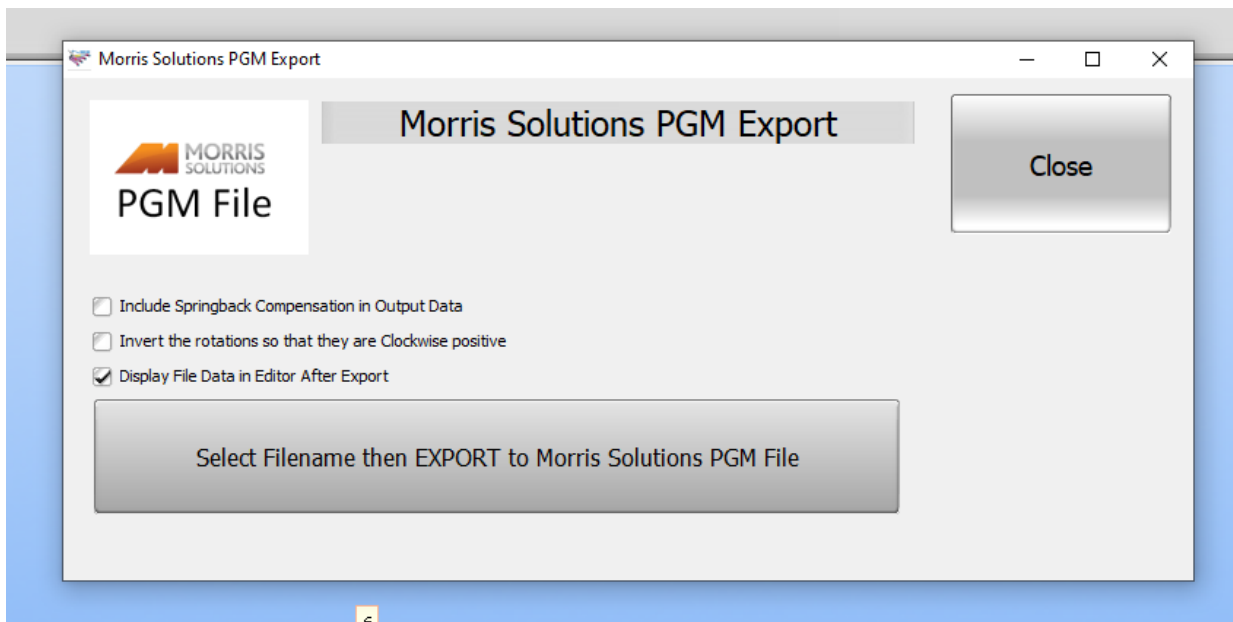 Morris Solutions PGM Export
Morris Solutions PGM Export
Close
MORRIS
SOLUTIONS
PGM File
Include Springback Compensation in Output Data
Invert the rotations so that they are Clockwise positive
Display File Data in Editor After Export
Select Filename then EXPORT to Morris Solutions PGM File